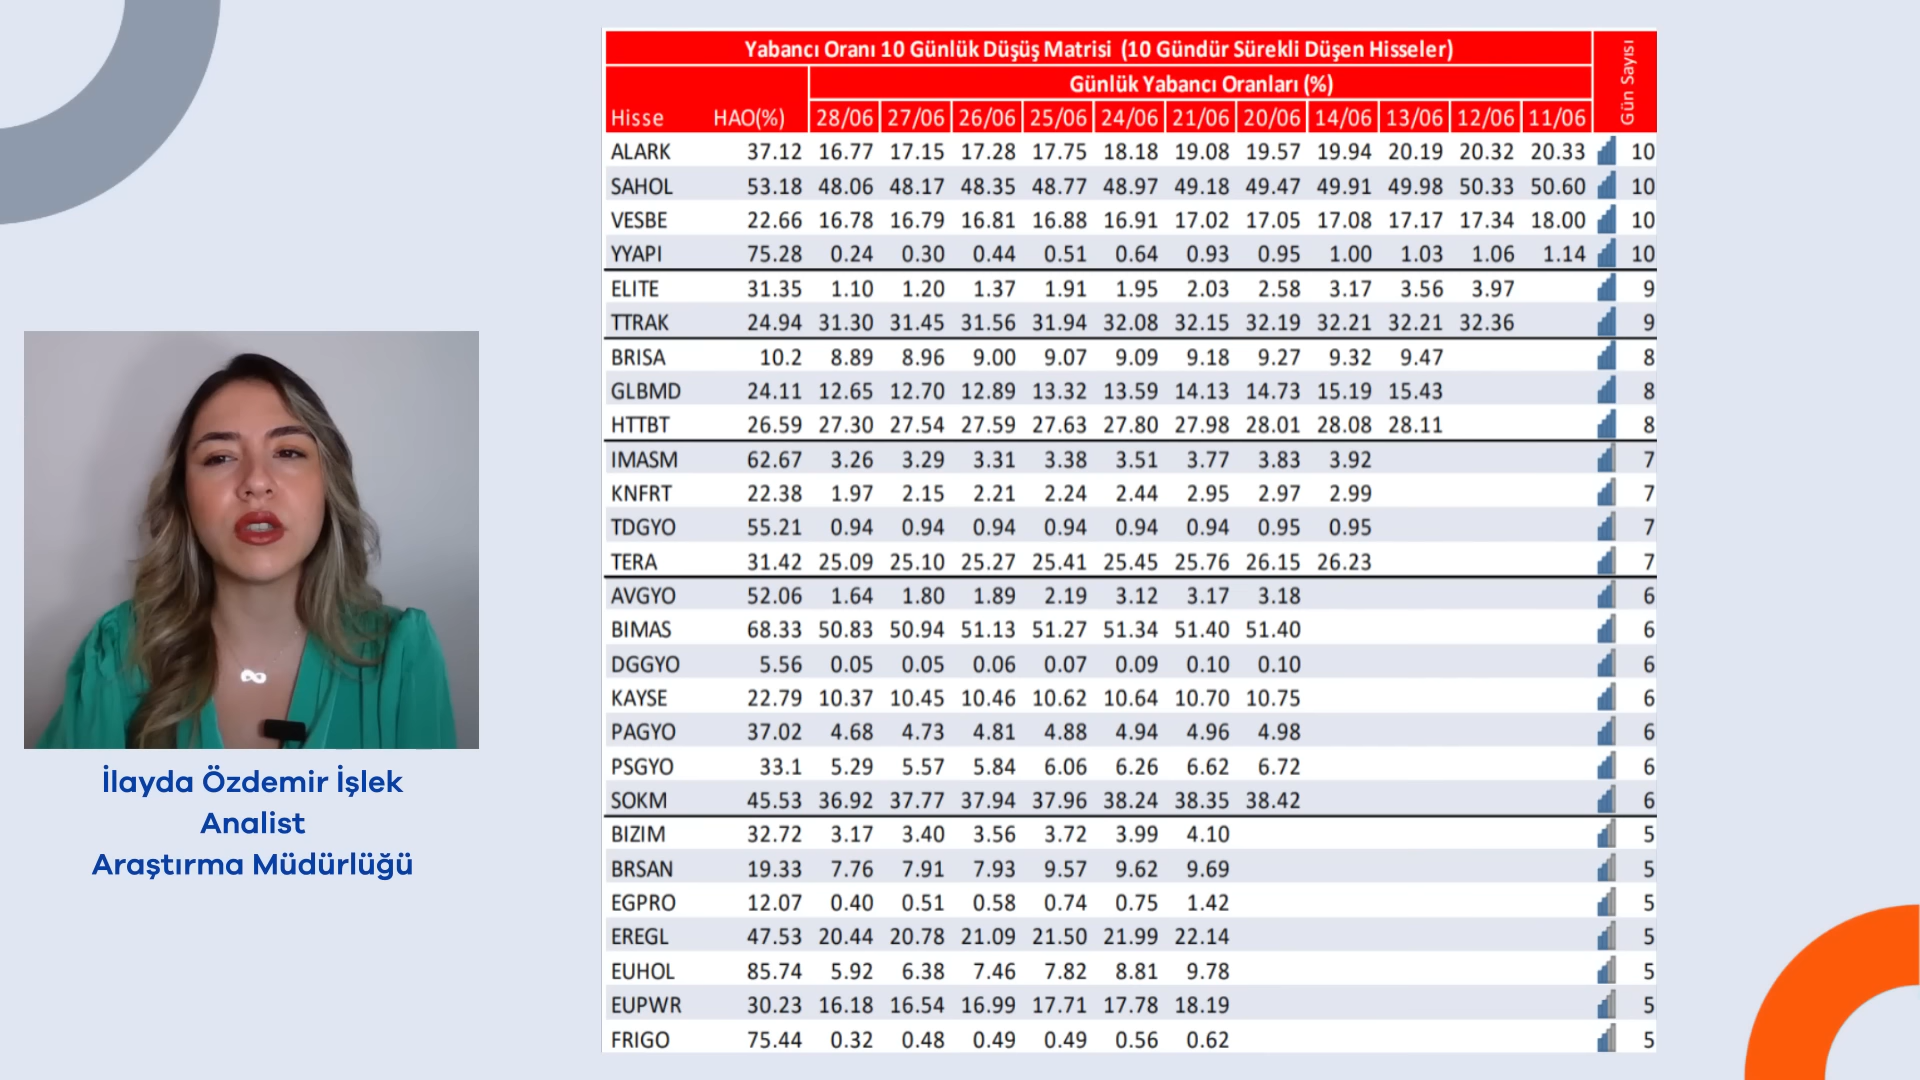 Yabancı Oranı 10 Günlük Düşüş Matrisi (10 Gündür Sürekli Düşen Hisseler)
Gün Sayısı
Günlük Yabancı Oranları (%)
Hisse HAO(%) 28/06 27/06 26/06 25/06 24/06 21/06 20/06 14/06 13/06 12/06 11/06
ALARK 37.12 16.77 17.15 17.28 17.75 18.18 19.08 19.57 19.94 20.19 20.32 20.33 10
SAHOL 53.18 48.06 48.17 48.35 48.77 48.97 49.18 49.47 49.91 49.98 50.33 50.60 10
VESBE 22.66 16.78 16.79 16.81 16.88 16.91 17.02 17.05 17.08 17.17 17.34 18.00 10
YYAPI 75.28 0.24 0.30 0.44 0.51 0.64 0.93 0.95 1.00 1.03 1.06 1.14 10
ELITE 31.35 1.10 1.20 1.37 1.91 1.95 2.03 2.58 3.17 3.56 3.97 9
TTRAK 24.94 31.30 31.45 31.56 31.94 32.08 32.15 32.19 32.21 32.21 32.36 9
BRISA 10.2 8.89 8.96 9.00 9.07 9.09 9.18 9.27 9.32 9.47 8
GLBMD 24.11 12.65 12.70 12.89 13.32 13.59 14.13 14.73 15.19 15.43 8
HTTBT 26.59 27.30 27.54 27.59 27.63 27.80 27.98 28.01 28.08 28.11 8
IMASM 62.67 3.26 3.29 3.31 3.38 3.51 3.77 3.83 3.92 7
KNFRT 22.38 1.97 2.15 2.21 2.24 2.44 2.95 2.97 2.99 7
TDGYO 55.21 0.94 0.94 0.94 0.94 0.94 0.94 0.95 0.95 7
TERA 31.42 25.09 25.10 25.27 25.41 25.45 25.76 26.15 26.23 7
AVGYO 52.06 1.64 1.80 1.89 2.19 3.12 3.17 3.18 6
BIMAS 68.33 50.83 50.94 51.13 51.27 51.34 51.40 51.40 6
DGGYO 5.56 0.05 0.05 0.06 0.07 0.09 0.10 0.10 6
KAYSE 22.79 10.37 10.45 10.46 10.62 10.64 10.70 10.75 6
PAGYO 37.02 4.68 4.73 4.81 4.88 4.94 4.96 4.98 6
PSGYO 33.1 5.29 5.57 5.84 6.06 6.26 6.62 6.72 6
SOKM 45.53 36.92 37.77 37.94 37.96 38.24 38.35 38.42 6
BIZIM 32.72 3.17 3.40 3.56 3.72 3.99 4.10 5
BRSAN 19.33 7.76 7.91 7.93 9.57 9.62 9.69 5
EGPRO 12.07 0.40 0.51 0.58 0.74 0.75 1.42 5
EREGL 47.53 20.44 20.78 21.09 21.50 21.99 22.14 5
EUHOL 85.74 5.92 6.38 7.46 7.82 8.81 9.78 5
EUPWR 30.23 16.18 16.54 16.99 17.71 17.78 18.19 5
FRIGO 75.44 0.32 0.48 0.49 0.49 0.56 0.62 5
İlayda Özdemir İşlek
Analist
Araştırma Müdürlüğü